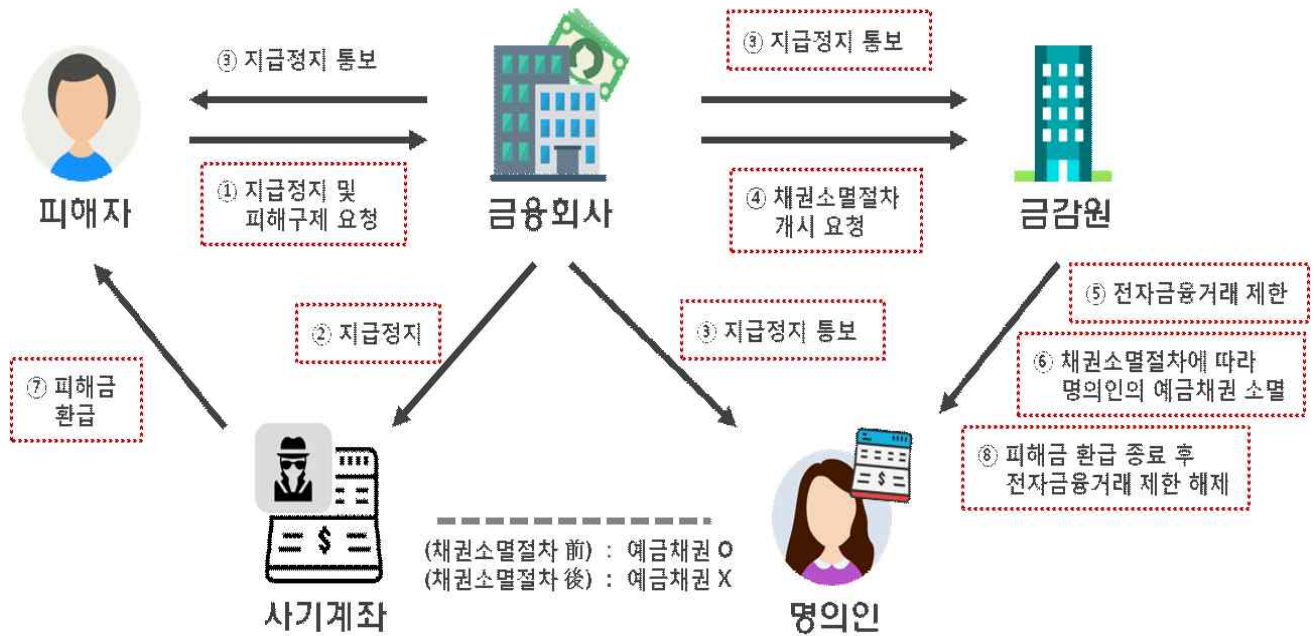 ③ 지급정지 통보
③ 지급정지 통보
① 지급정지 및
피해구제 요청
④ 채권소멸절차
개시 요청
피해자
금융회사
금감원
② 지급정지
③ 지급정지 통보
⑤ 전자금융거래 제한
⑥ 채권소멸절차에 따라
명의인의 예금채권 소멸
⑦ 피해금
환급
⑧ 피해금 환급 종료 후
전자금융거래 제한 해제
$
$
(채권소멸절차 前) : 예금채권 O
(채권소멸절차 後) : 예금채권 X
사기계좌
명의인